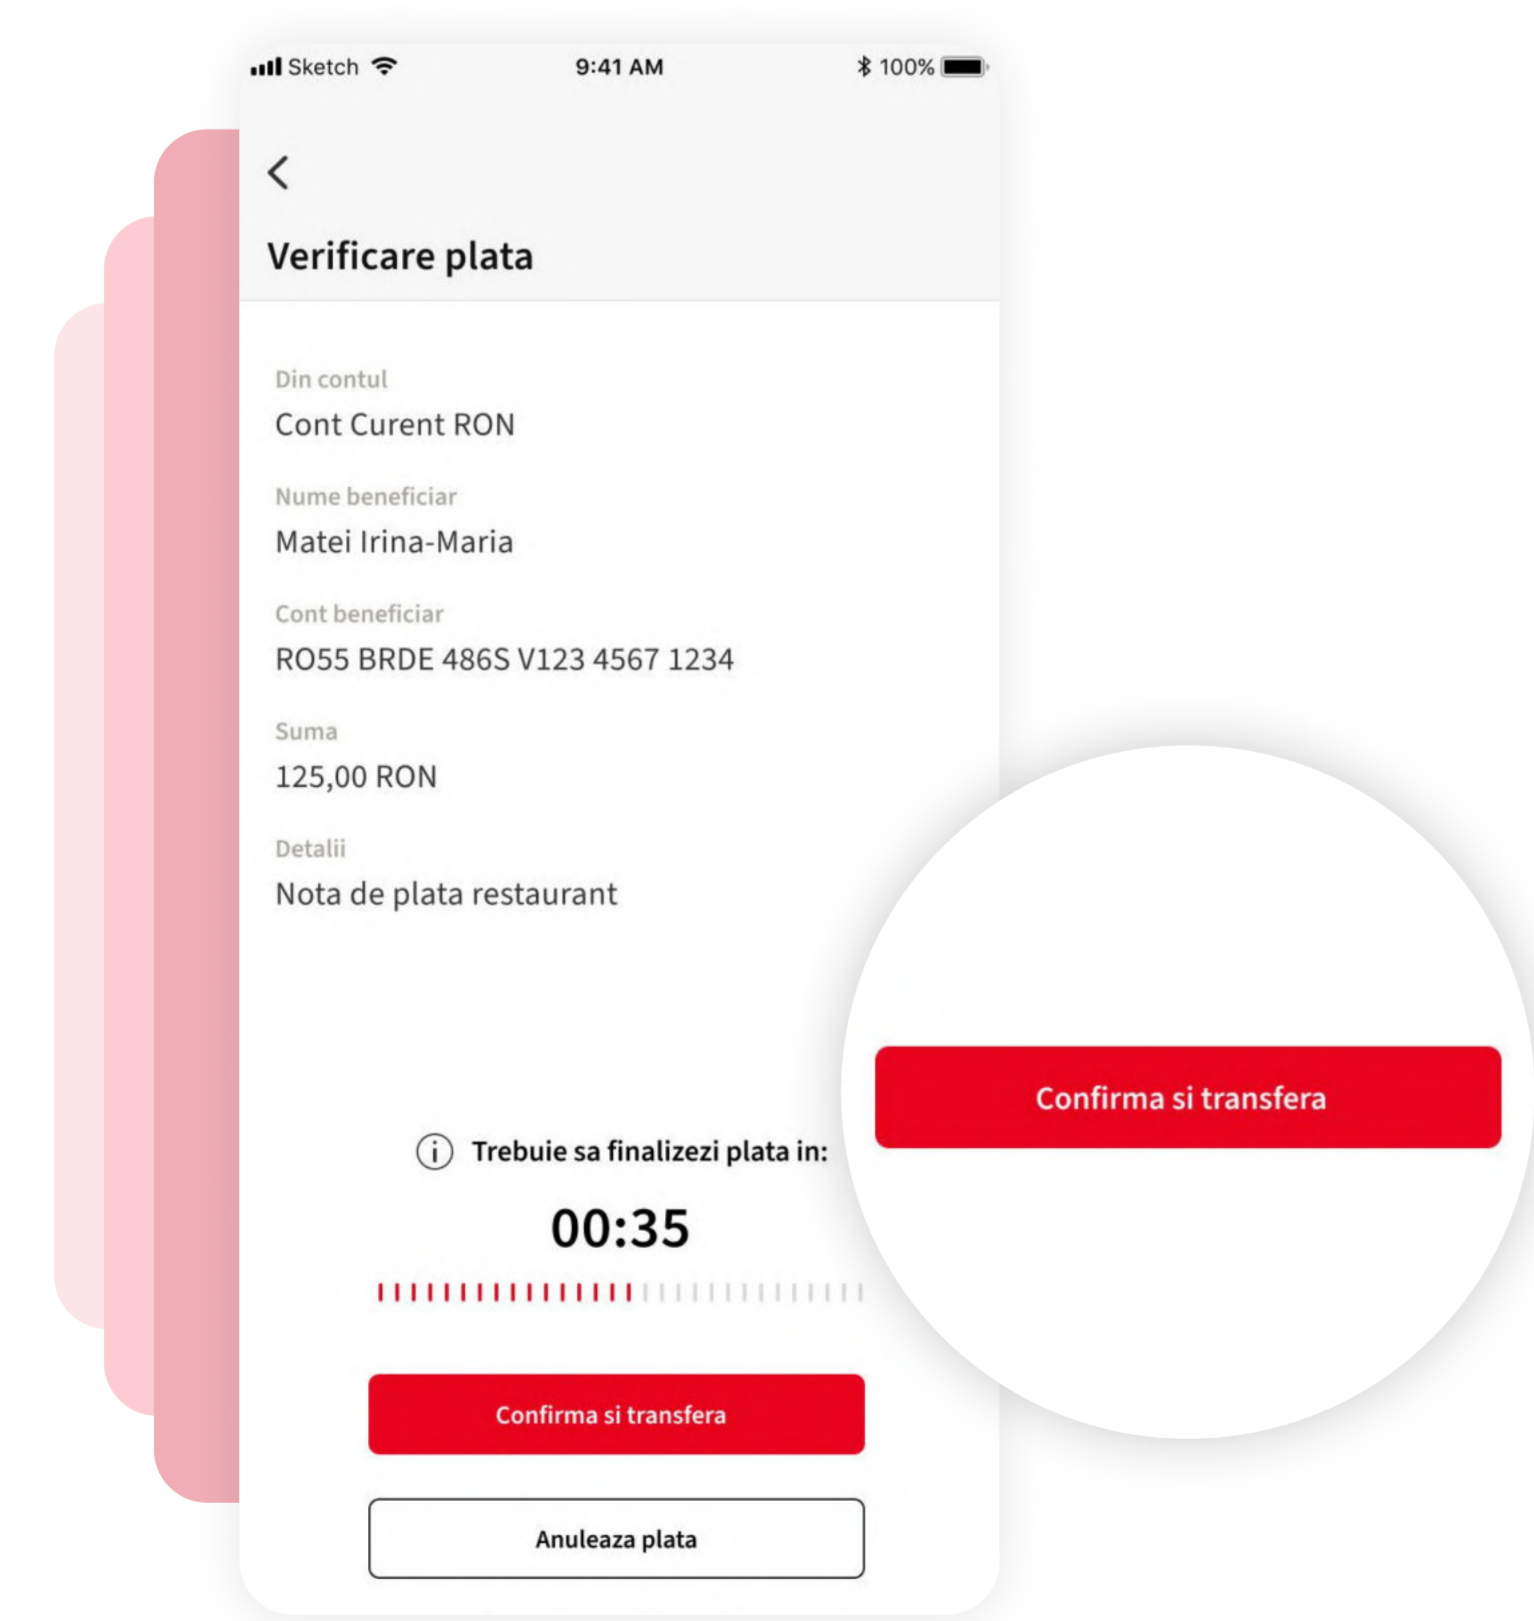 Sketch 9:41 AM 100%
Verificare plata
Din contul
Cont Curent RON
Nume beneficiar
Matei Irina-Maria
Cont beneficiar
RO55 BRDE 486S V123 4567 1234
Suma
125,00 RON
Detalii
Nota de plata restaurant
Confirma si transfera
Trebuie sa finalizezi plata in:
00:35
Confirma si transfera
Anuleaza plata